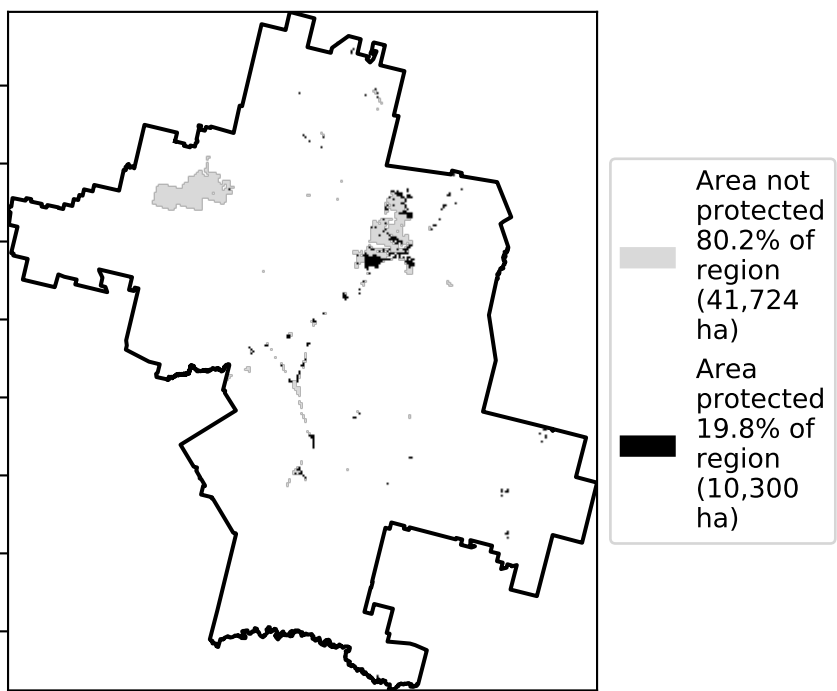 Area not
protected
80.2% of
region
(41,724
ha)
Area
protected
19.8% of
region
(10,300
ha)